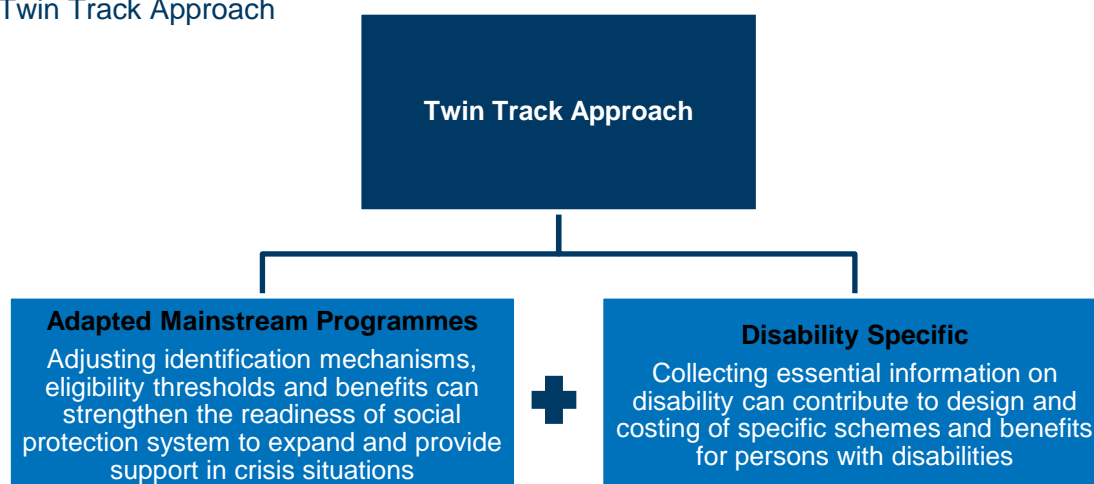 Twin Track Approach
Twin Track Approach
Adapted Mainstream Programmes
Adjusting identification mechanisms,
eligibility thresholds and benefits can
strengthen the readiness of social
protection system to expand and provide
support in crisis situations
Disability Specific
Collecting essential information on
disability can contribute to design and
costing of specific schemes and benefits
for persons with disabilities